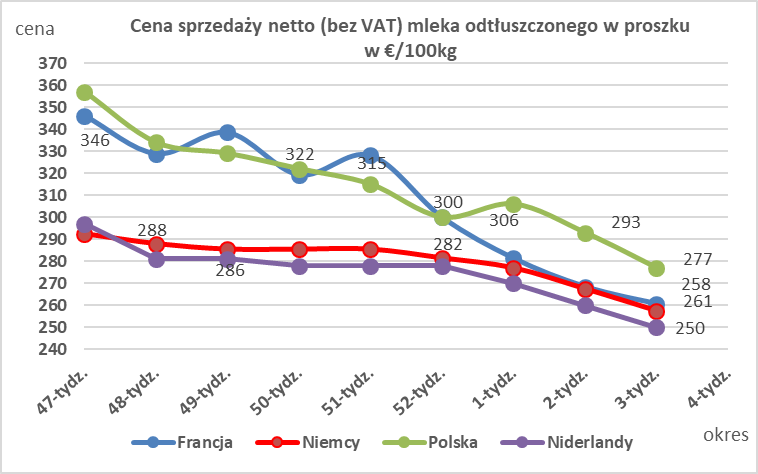 cena
Cena sprzedaży netto (bez VAT) mleka odtłuszczonego w proszku
w €/100kg
370
360
350
340
330
320
310
300
290
280
270
260
250
240
346
322
315
300
306
293
288
286
282
277
258
261
250
47-tydz.
48-tydz.
49-tydz.
50-tydz.
51-tydz.
52-tydz.
1-tydz.
2-tydz.
3-tydz.
4-tydz.
okres
Francja Niemcy Polska Niderlandy